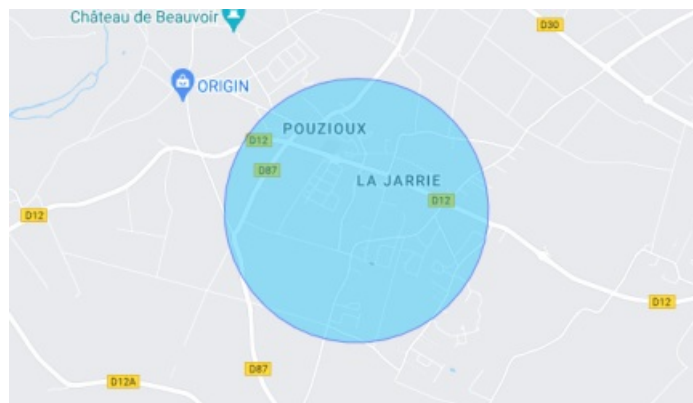 Château de Beauvoir
D30
ORIGIN
POUZIOUX
D12
D87
LA JARRIE
D12
D12
D12
D87
D12A